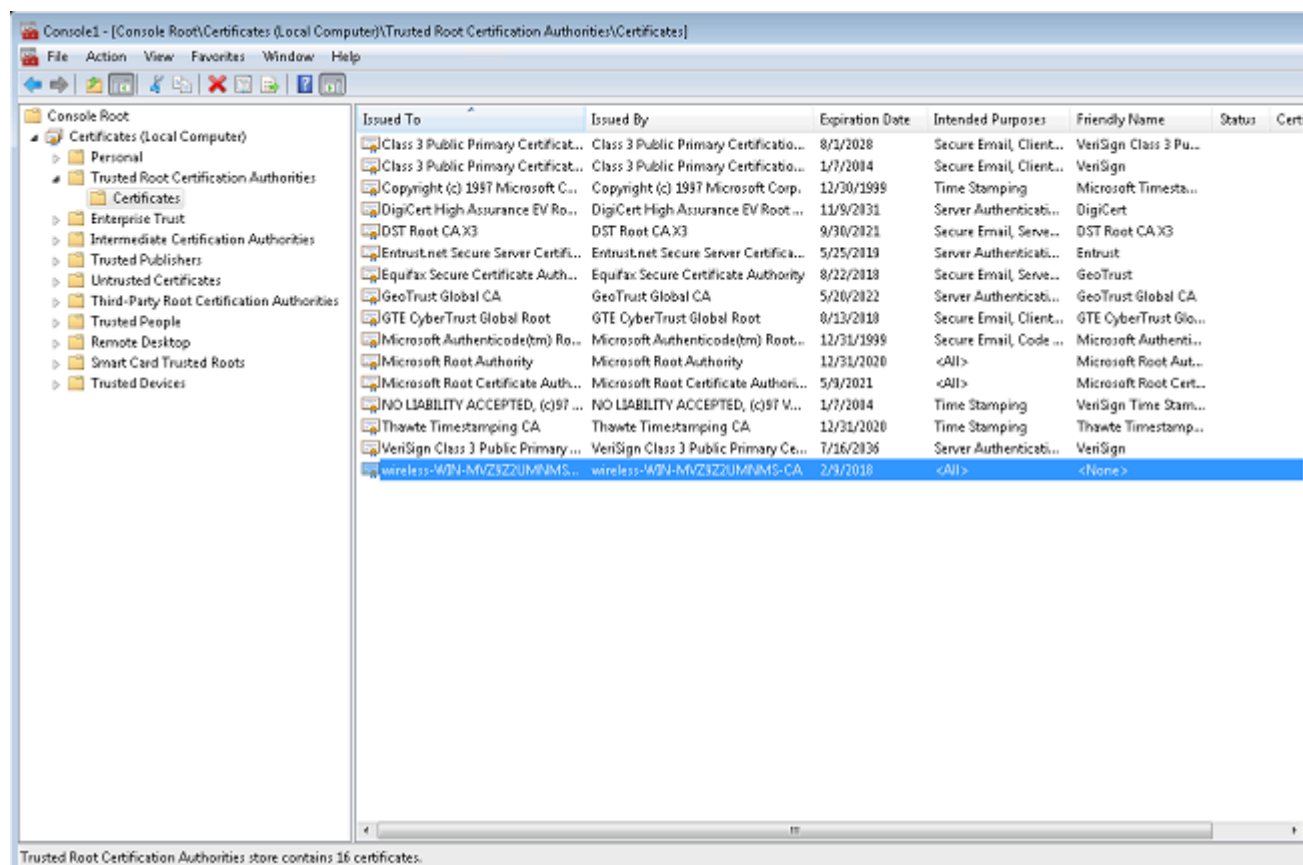 Console1 - [Console Root\Certificates (Local Computer)\Trusted Root Certification Authorities\Certificates]
File Action View Favorites Window Help
Console Root
Certificates (Local Computer)
Personal
Trusted Root Certification Authorities
Certificates
Enterprise Trust
Intermediate Certification Authorities
Trusted Publishers
Untrusted Certificates
Third-Party Root Certification Authorities
Trusted People
Remote Desktop
Smart Card Trusted Roots
Trusted Devices
Issued To Issued By Expiration Date Intended Purposes Friendly Name Status Cert
Class 3 Public Primary Certificat... Class 3 Public Primary Certificatio... 8/1/2028 Secure Email, Client... VeriSign Class 3 Pu...
Class 3 Public Primary Certificat... Class 3 Public Primary Certificatio... 1/7/2004 Secure Email, Client... VeriSign
Copyright (c) 1997 Microsoft C... Copyright (c) 1997 Microsoft Corp. 12/30/1999 Time Stamping Microsoft Timesta...
DigiCert High Assurance EV Ro... DigiCert High Assurance EV Root ... 11/9/2031 Server Authenticati... DigiCert
DST Root CA X3 DST Root CA X3 9/30/2021 Secure Email, Serve... DST Root CA X3
Entrust.net Secure Server Certifi... Entrust.net Secure Server Certifica... 5/25/2019 Server Authenticati... Entrust
Equifax Secure Certificate Auth... Equifax Secure Certificate Authority 8/22/2018 Secure Email, Serve... GeoTrust
GeoTrust Global CA GeoTrust Global CA 5/20/2022 Server Authenticati... GeoTrust Global CA
GTE CyberTrust Global Root GTE CyberTrust Global Root 8/13/2018 Secure Email, Client... GTE CyberTrust Glo...
Microsoft Authenticode(tm) Ro... Microsoft Authenticode(tm) Root... 12/31/1999 Secure Email, Code ... Microsoft Authenti...
Microsoft Root Authority Microsoft Root Authority 12/31/2020 <All> Microsoft Root Aut...
Microsoft Root Certificate Auth... Microsoft Root Certificate Authori... 5/9/2021 <All> Microsoft Root Cert...
NO LIABILITY ACCEPTED, (c)97 ... NO LIABILITY ACCEPTED, (c)97 V... 1/7/2004 Time Stamping VeriSign Time Stam...
Thawte Timestamping CA Thawte Timestamping CA 12/31/2020 Time Stamping Thawte Timestamp...
VeriSign Class 3 Public Primary ... VeriSign Class 3 Public Primary Ce... 7/16/2036 Server Authenticati... VeriSign
wireless-WIN-MVZ9Z2UMNMS... wireless-WIN-MVZ9Z2UMNMS-CA 2/9/2018 <All> <None>
Trusted Root Certification Authorities store contains 16 certificates.